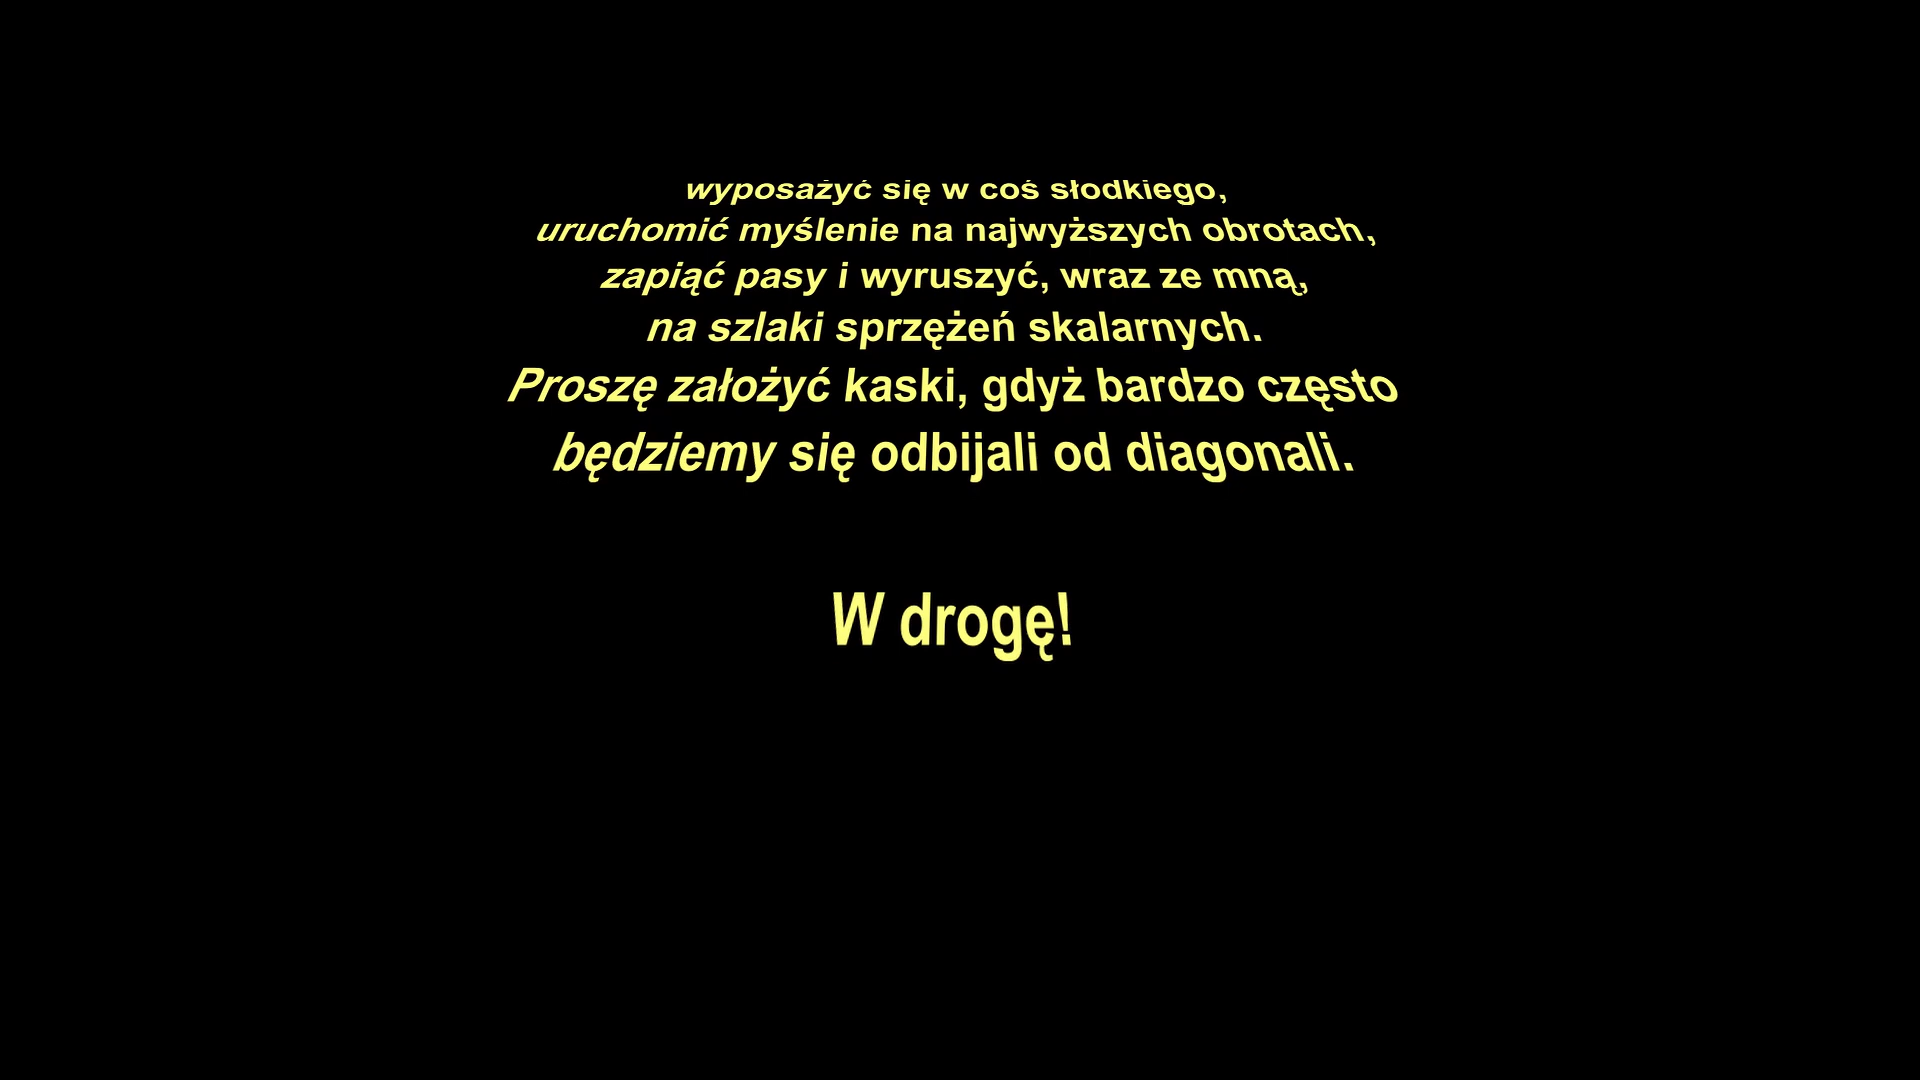 wyposażyć się w coś słodkiego,
uruchomić myślenie na najwyższych obrotach,
zapiąć pasy i wyruszyć, wraz ze mną,
na szlaki sprzężeń skalarnych.
Proszę założyć kaski, gdyż bardzo często
będziemy się odbijali od diagonali.
W drogę!